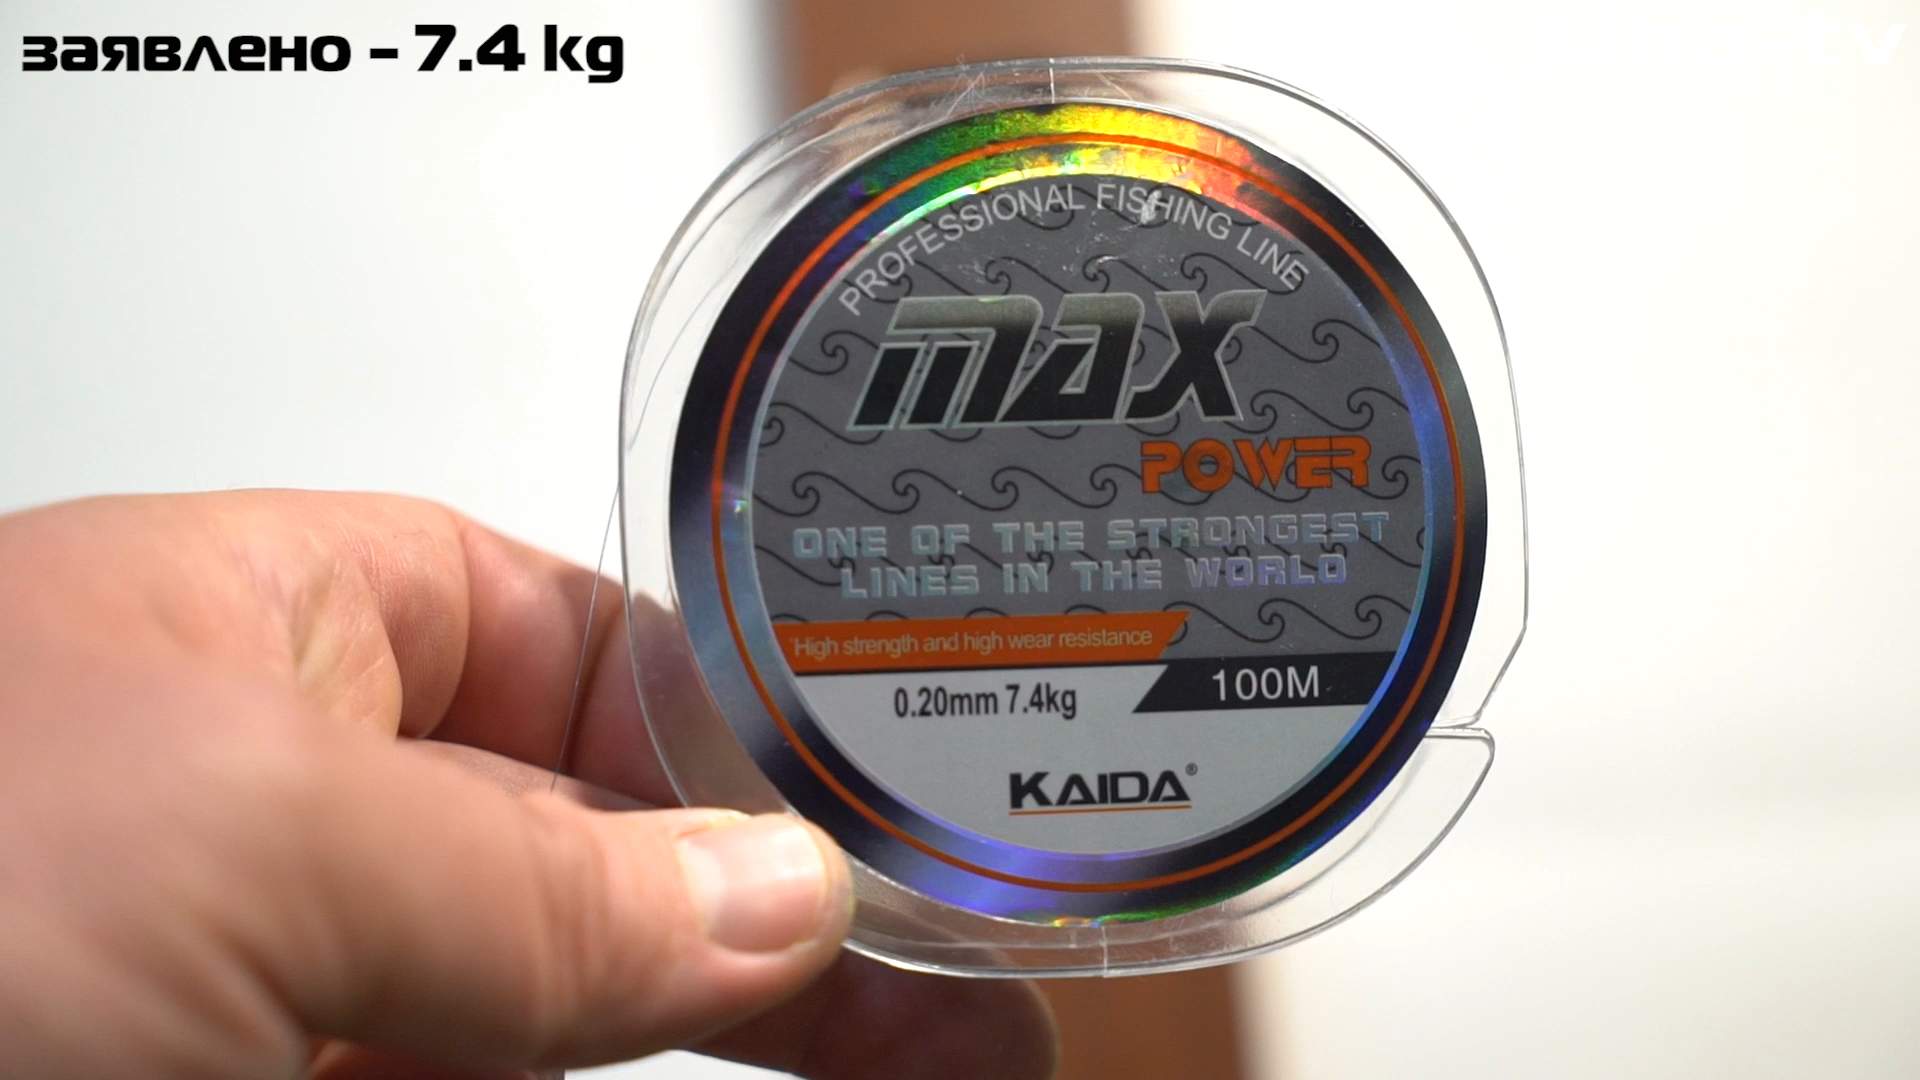 заявлено - 7.4 kg
tv
PROFESSIONAL FISHING LINE
max
POWER
ONE OF THE STRONGEST
LINES IN THE WORLD
"High strength and high wear resistance
100M
0.20mm 7.4kg
KAIDA®